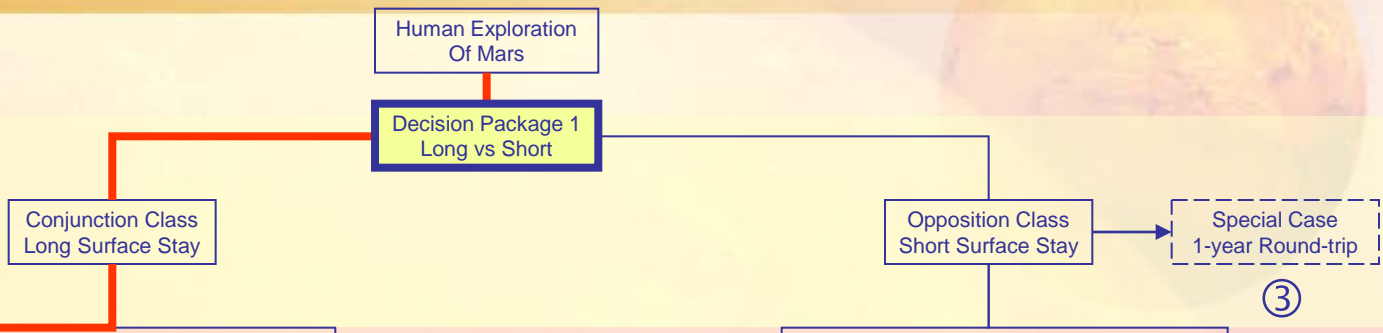 Human Exploration
Of Mars
Decision Package 1
Long vs Short
Conjunction Class
Long Surface Stay
Opposition Class
Short Surface Stay
Special Case
1-year Round-trip
③